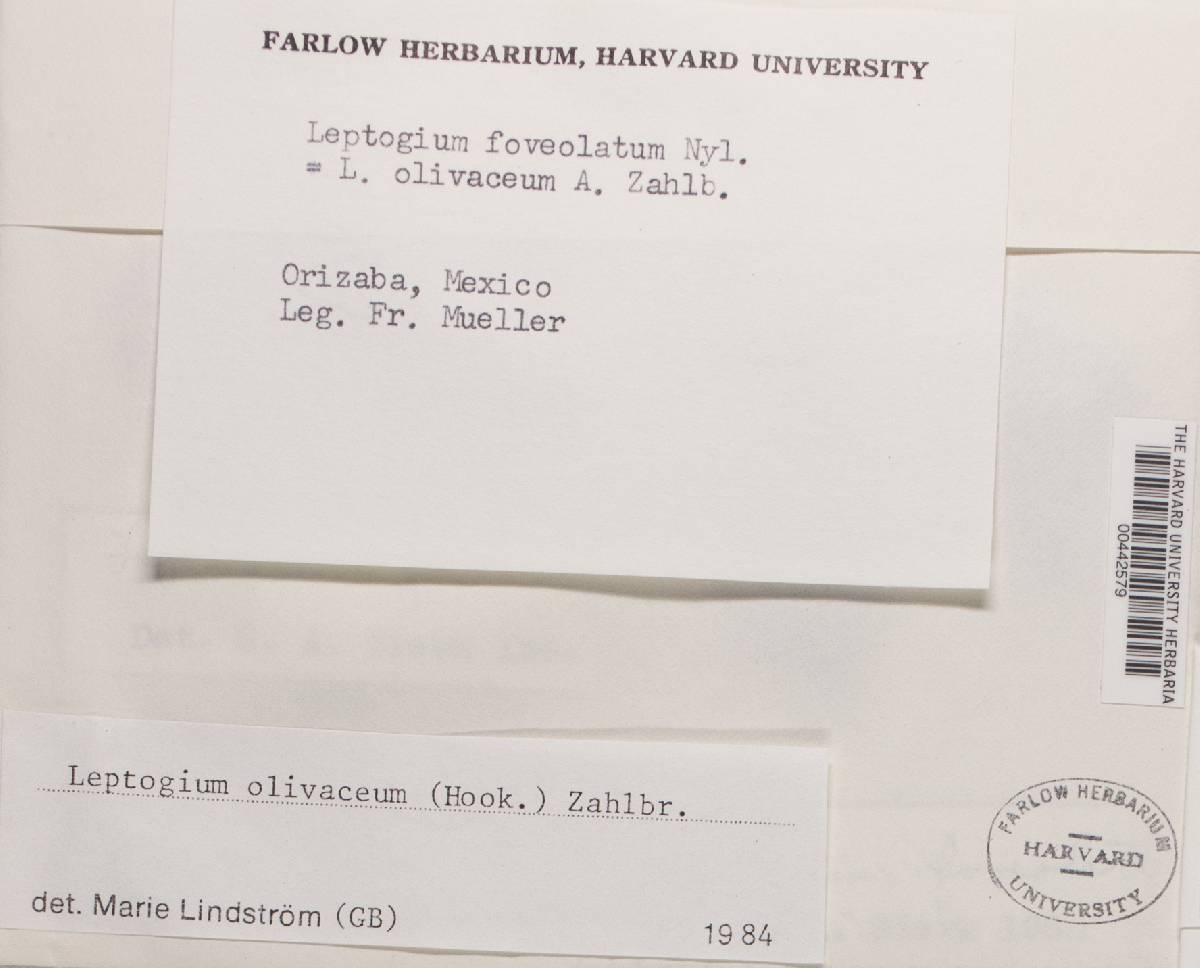 FARLOW HERBARIUM, HARVARD UNIVERSITY
Leptogium foveolatum Nyl.
= L. olivaceum A. Zahlb.
Orizaba, Mexico
Leg. Fr. Mueller
THE HARVARD UNIVERSITY HERBARIA
00442579
Leptogium olivaceum (Hook.) Zahlbr.
det. Marie Lindström (GB)
1984
FARLOW HERBARIUM
HARVARD
UNIVERSITY